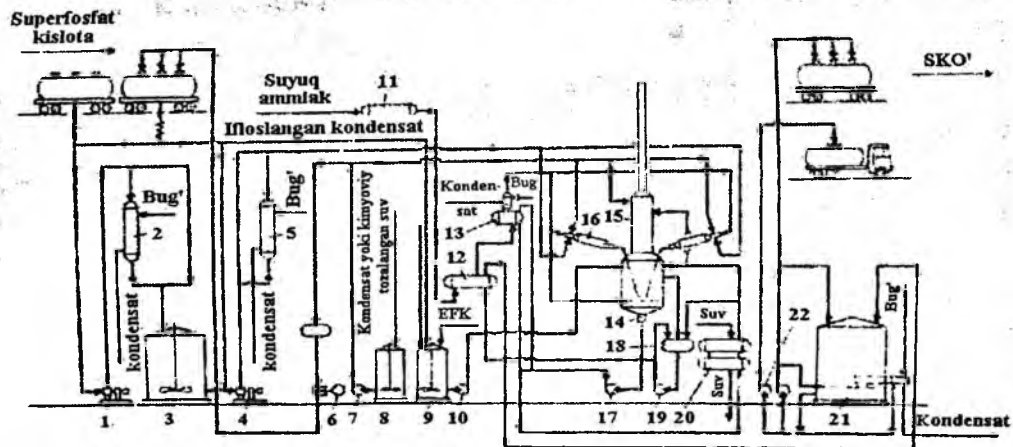 Superfosfat
kislota
Suyuq
ammiak
11
Ifloslangan kondensat
SKO'
Bug'
2
kondensat
Bug'
5
kondensat
Kondensat yoki kimyoviy
toralangan suv
Konden-
sat
Bug
13
12
EFK
16
15
14
18
Suv
Suv
22
Bug'
1
3
4
6
7
8
9
10
17
19
20
21
Kondensat